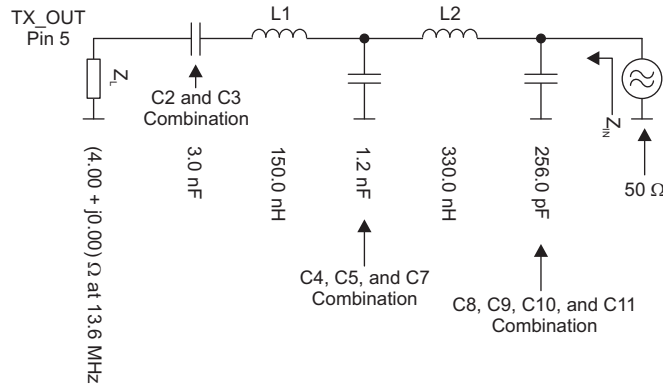 TX_OUT
Pin 5
L1
L2
Z_L
C2 and C3
Combination
Z_IN
50 Ω
(4.00 + j0.00) Ω at 13.6 MHz
3.0 nF
150.0 nH
1.2 nF
330.0 nH
256.0 pF
C4, C5, and C7
Combination
C8, C9, C10, and C11
Combination